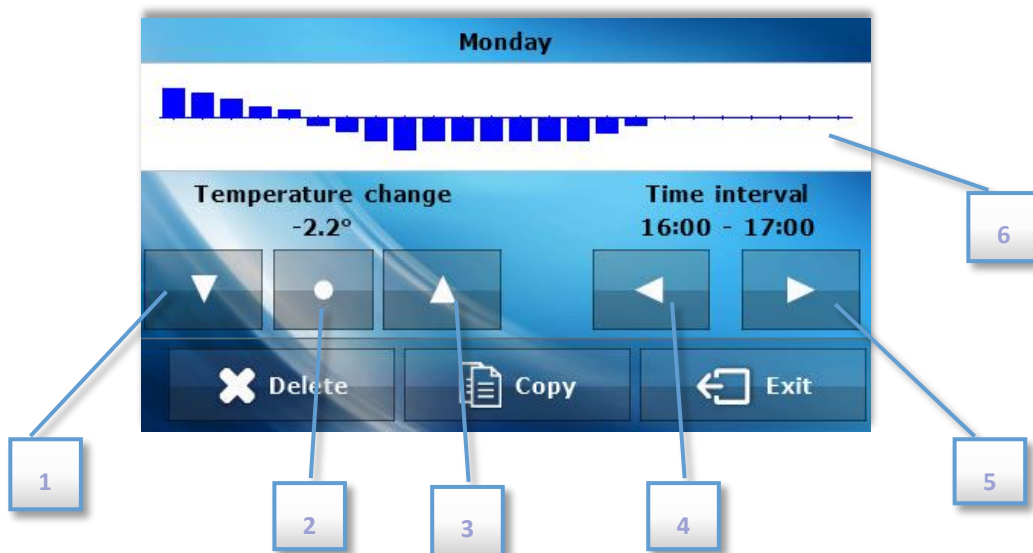 Monday
Temperature change
-2.2°
Time interval
16:00 - 17:00
6
Delete
Copy
Exit
1
2
3
4
5